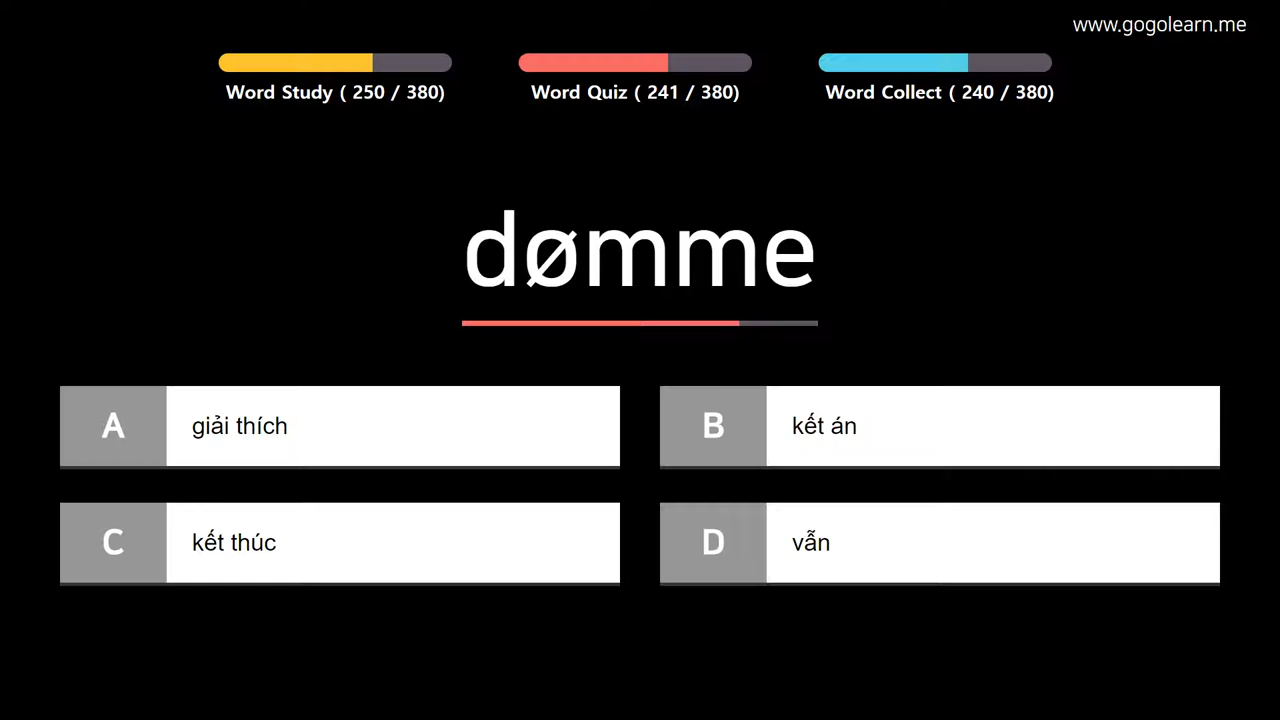 www.gogolearn.me
Word Study ( 250 / 380)
Word Quiz ( 241 / 380)
Word Collect ( 240 / 380)
dømme
A giải thích
B kết án
C kết thúc
D vẫn